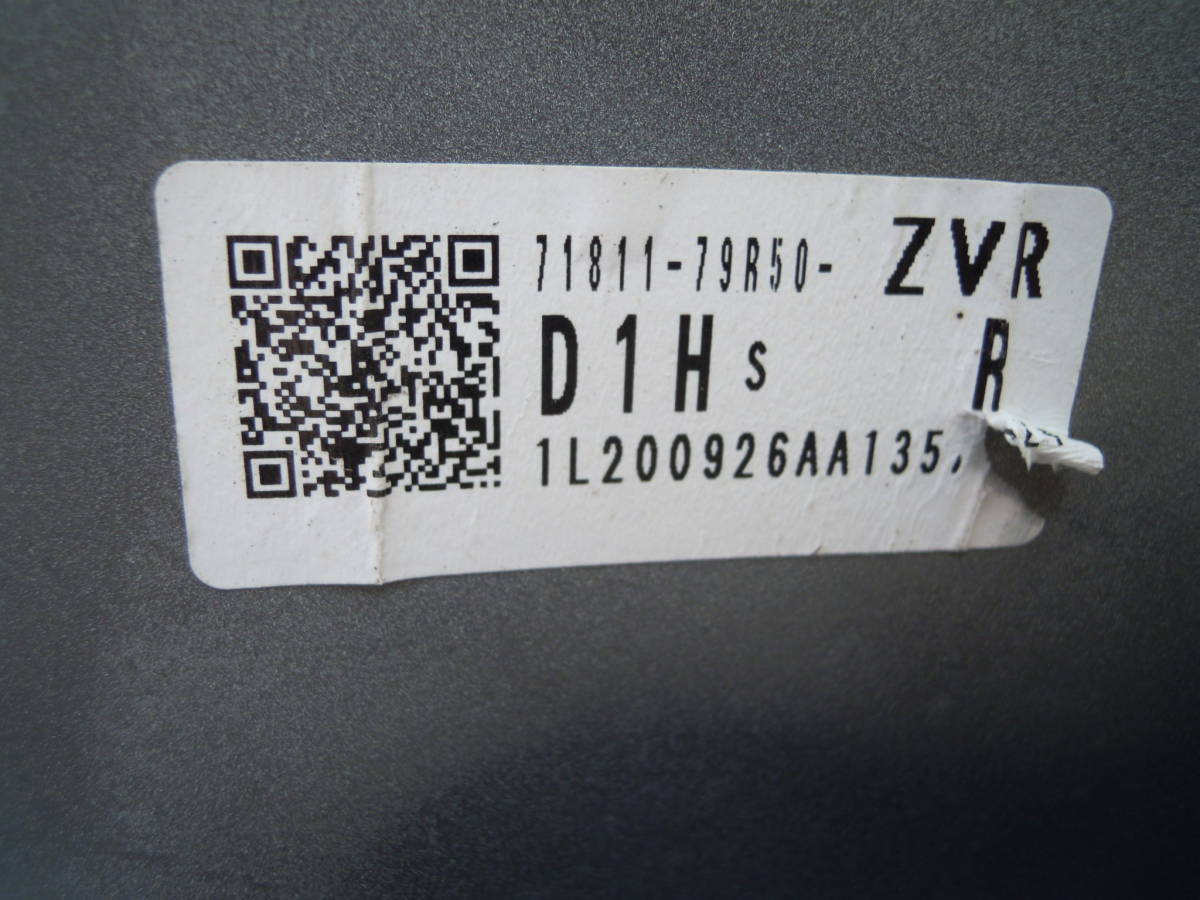 71811-79R50- ZVR
D1H s R
1L200926AA135